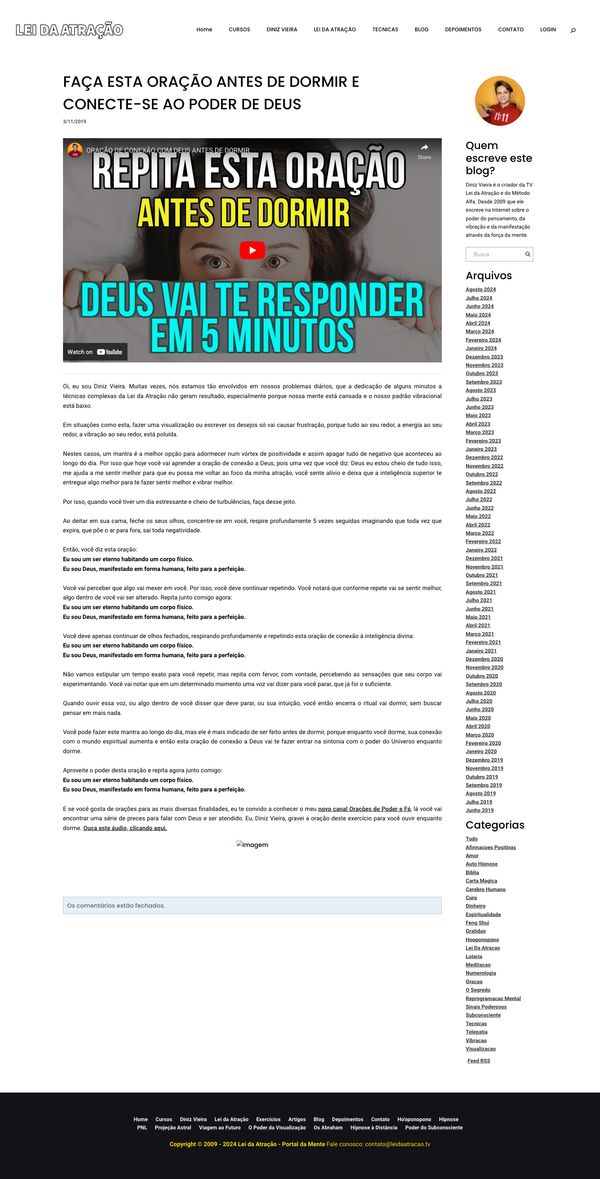 LEI DA ATRAÇÃO
Home CURSOS DINIZ VIEIRA LEI DA ATRAÇÃO TECNICAS BLOG DEPOIMENTOS CONTATO LOGIN
FAÇA ESTA ORAÇÃO ANTES DE DORMIR E
CONECTE-SE AO PODER DE DEUS
3/11/2019
ORAÇÃO DE CONEXÃO COM DEUS ANTES DE DORMIR
Share
REPITA ESTA ORAÇÃO
ANTES DE DORMIR
DEUS VAI TE RESPONDER
EM 5 MINUTOS
Watch on YouTube
Oi, eu sou Diniz Vieira. Muitas vezes, nós estamos tão envolvidos em nossos problemas diários, que a dedicação de alguns minutos a
técnicas complexas da Lei da Atração não geram resultado, especialmente porque nossa mente está cansada e o nosso padrão vibracional
está baixo.
Em situações como esta, fazer uma visualização ou escrever os desejos só vai causar frustração, porque tudo ao seu redor, a energia ao seu
redor, a vibração ao seu redor, está poluída.
Nestes casos, um mantra é a melhor opção para adormecer num vórtex de positividade e assim apagar tudo de negativo que aconteceu ao
longo do dia. Por isso que hoje você vai aprender a oração de conexão a Deus, pois uma vez que você diz: Deus eu estou cheio de tudo isso,
me ajuda a me sentir melhor para que eu possa me voltar ao foco da minha atração, você sente alívio e deixa que a inteligência superior te
entregue algo melhor para te fazer sentir melhor e vibrar melhor.
Por isso, quando você tiver um dia estressante e cheio de turbulências, faça desse jeito.
Ao deitar em sua cama, feche os seus olhos, concentre-se em você, respire profundamente 5 vezes seguidas imaginando que toda vez que
expira, que põe o ar para fora, sai toda negatividade.
Então, você diz esta oração:
Eu sou um ser eterno habitando um corpo físico.
Eu sou Deus, manifestado em forma humana, feito para a perfeição.
Você vai perceber que algo vai mexer em você. Por isso, você deve continuar repetindo. Você notará que conforme repete vai se sentir melhor,
algo dentro de você vai ser alterado. Repita junto comigo agora:
Eu sou um ser eterno habitando um corpo físico.
Eu sou Deus, manifestado em forma humana, feito para a perfeição.
Você deve apenas continuar de olhos fechados, respirando profundamente e repetindo esta oração de conexão à inteligência divina:
Eu sou um ser eterno habitando um corpo físico.
Eu sou Deus, manifestado em forma humana, feito para a perfeição.
Não vamos estipular um tempo exato para você repetir, mas repita com fervor, com vontade, percebendo as sensações que seu corpo vai
experimentando. Você vai notar que em um determinado momento uma voz vai dizer para você parar, que já foi o suficiente.
Quando ouvir essa voz, ou algo dentro de você disser que deve parar, ou sua intuição, você então encerra o ritual vai dormir, sem buscar
pensar em mais nada.
Você pode fazer este mantra ao longo do dia, mas ele é mais indicado de ser feito antes de dormir, porque enquanto você dorme, sua conexão
com o mundo espiritual aumenta e então esta oração de conexão a Deus vai te fazer entrar na sintonia com o poder do Universo enquanto
dorme.
Aproveite o poder desta oração e repita agora junto comigo:
Eu sou um ser eterno habitando um corpo físico.
Eu sou Deus, manifestado em forma humana, feito para a perfeição.
E se você gosta de orações para as mais diversas finalidades, eu te convido a conhecer o meu novo canal Orações de Poder e Fé, lá você vai
encontrar uma série de preces para falar com Deus e ser atendido. Eu, Diniz Vieira, gravei a oração deste exercício para você ouvir enquanto
dorme. Ouça este áudio, clicando aqui.
Imagem
Os comentários estão fechados.
11:11
Quem
escreve este
blog?
Diniz Vieira é o criador da TV
Lei da Atração e do Método
Alfa. Desde 2009 que ele
escreve na Internet sobre o
poder do pensamento, da
vibração e da manifestação
através da força da mente.
Busca
Arquivos
Agosto 2024
Julho 2024
Junho 2024
Maio 2024
Abril 2024
Março 2024
Fevereiro 2024
Janeiro 2024
Dezembro 2023
Novembro 2023
Outubro 2023
Setembro 2023
Agosto 2023
Julho 2023
Junho 2023
Maio 2023
Abril 2023
Março 2023
Fevereiro 2023
Janeiro 2023
Dezembro 2022
Novembro 2022
Outubro 2022
Setembro 2022
Agosto 2022
Julho 2022
Junho 2022
Maio 2022
Abril 2022
Março 2022
Fevereiro 2022
Janeiro 2022
Dezembro 2021
Novembro 2021
Outubro 2021
Setembro 2021
Agosto 2021
Julho 2021
Junho 2021
Maio 2021
Abril 2021
Março 2021
Fevereiro 2021
Janeiro 2021
Dezembro 2020
Novembro 2020
Outubro 2020
Setembro 2020
Agosto 2020
Julho 2020
Junho 2020
Maio 2020
Abril 2020
Março 2020
Fevereiro 2020
Janeiro 2020
Dezembro 2019
Novembro 2019
Outubro 2019
Setembro 2019
Agosto 2019
Julho 2019
Junho 2019
Categorias
Tudo
Afirmacoes Positivas
Amor
Auto Hipnose
Biblia
Carta Magica
Cerebro Humano
Cura
Dinheiro
Espiritualidade
Feng Shui
Gratidao
Hooponopono
Lei Da Atracao
Loteria
Meditacao
Numerologia
Oracao
O Segredo
Reprogramacao Mental
Sinais Poderosos
Subconsciente
Tecnicas
Telepatia
Vibracao
Visualizacao
Feed RSS
Home Cursos Diniz Vieira Lei da Atração Exercícios Artigos Blog Depoimentos Contato Ho'oponopono Hipnose
PNL Projeção Astral Viagem ao Futuro O Poder da Visualização Os Abraham Hipnose à Distância Poder do Subconsciente
Copyright © 2009 - 2024 Lei da Atração - Portal da Mente Fale conosco: contato@leidaatracao.tv